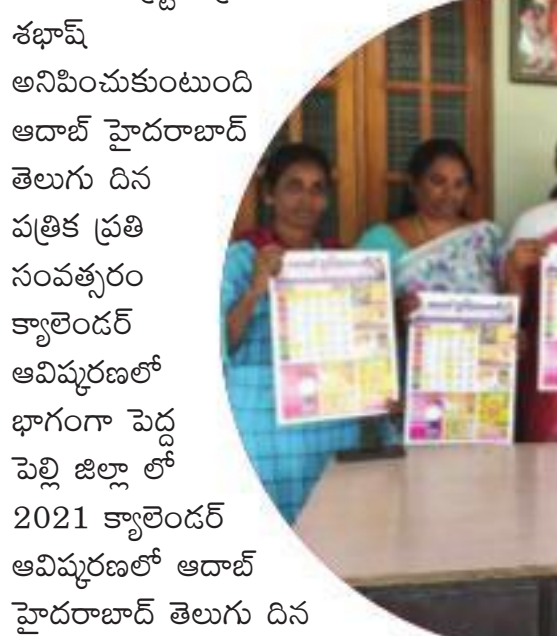 శభాష్
అనిపించుకుంటుంది
ఆదాబ్ హైదరాబాద్
తెలుగు దిన
పత్రిక ప్రతి
సంవత్సరం
క్యాలెండర్
ఆవిష్కరణలో
భాగంగా పెద్ద
పెల్లి జిల్లా లో
2021 క్యాలెండర్
ఆవిష్కరణలో ఆదాబ్
హైదరాబాద్ తెలుగు దిన